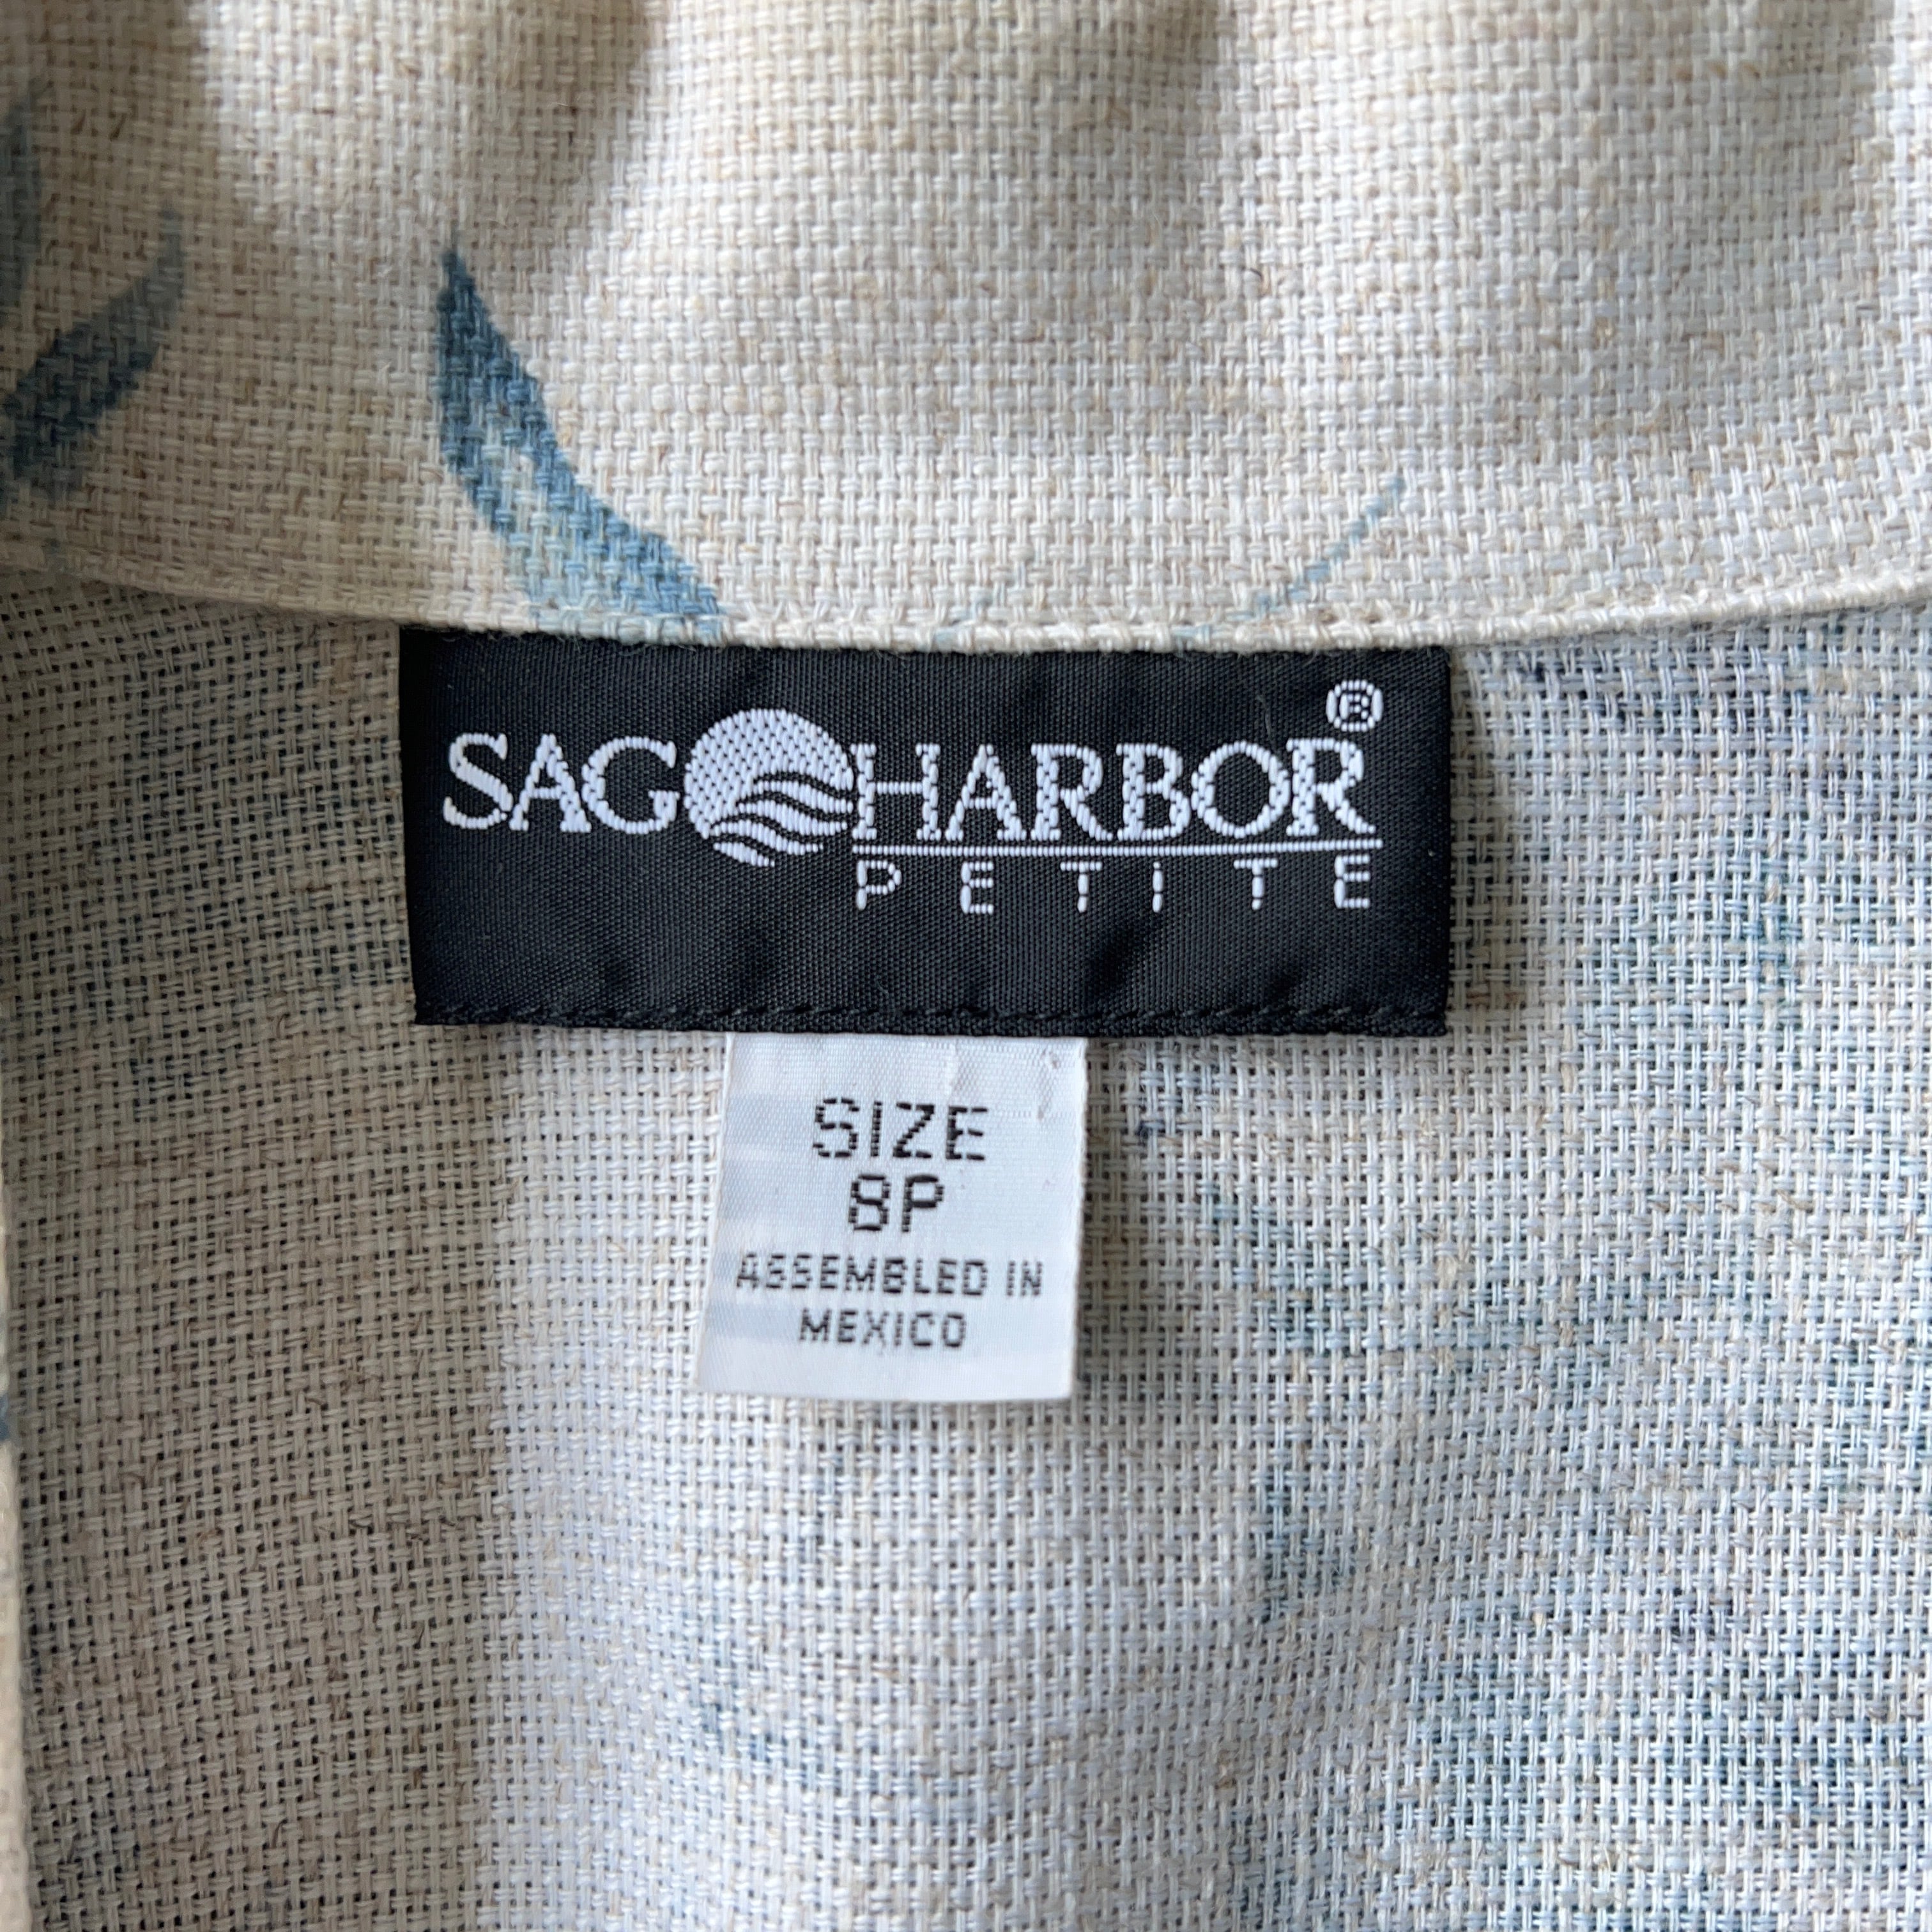 SAG HARBOR®
PETITE
SIZE
8P
ASSEMBLED IN
MEXICO